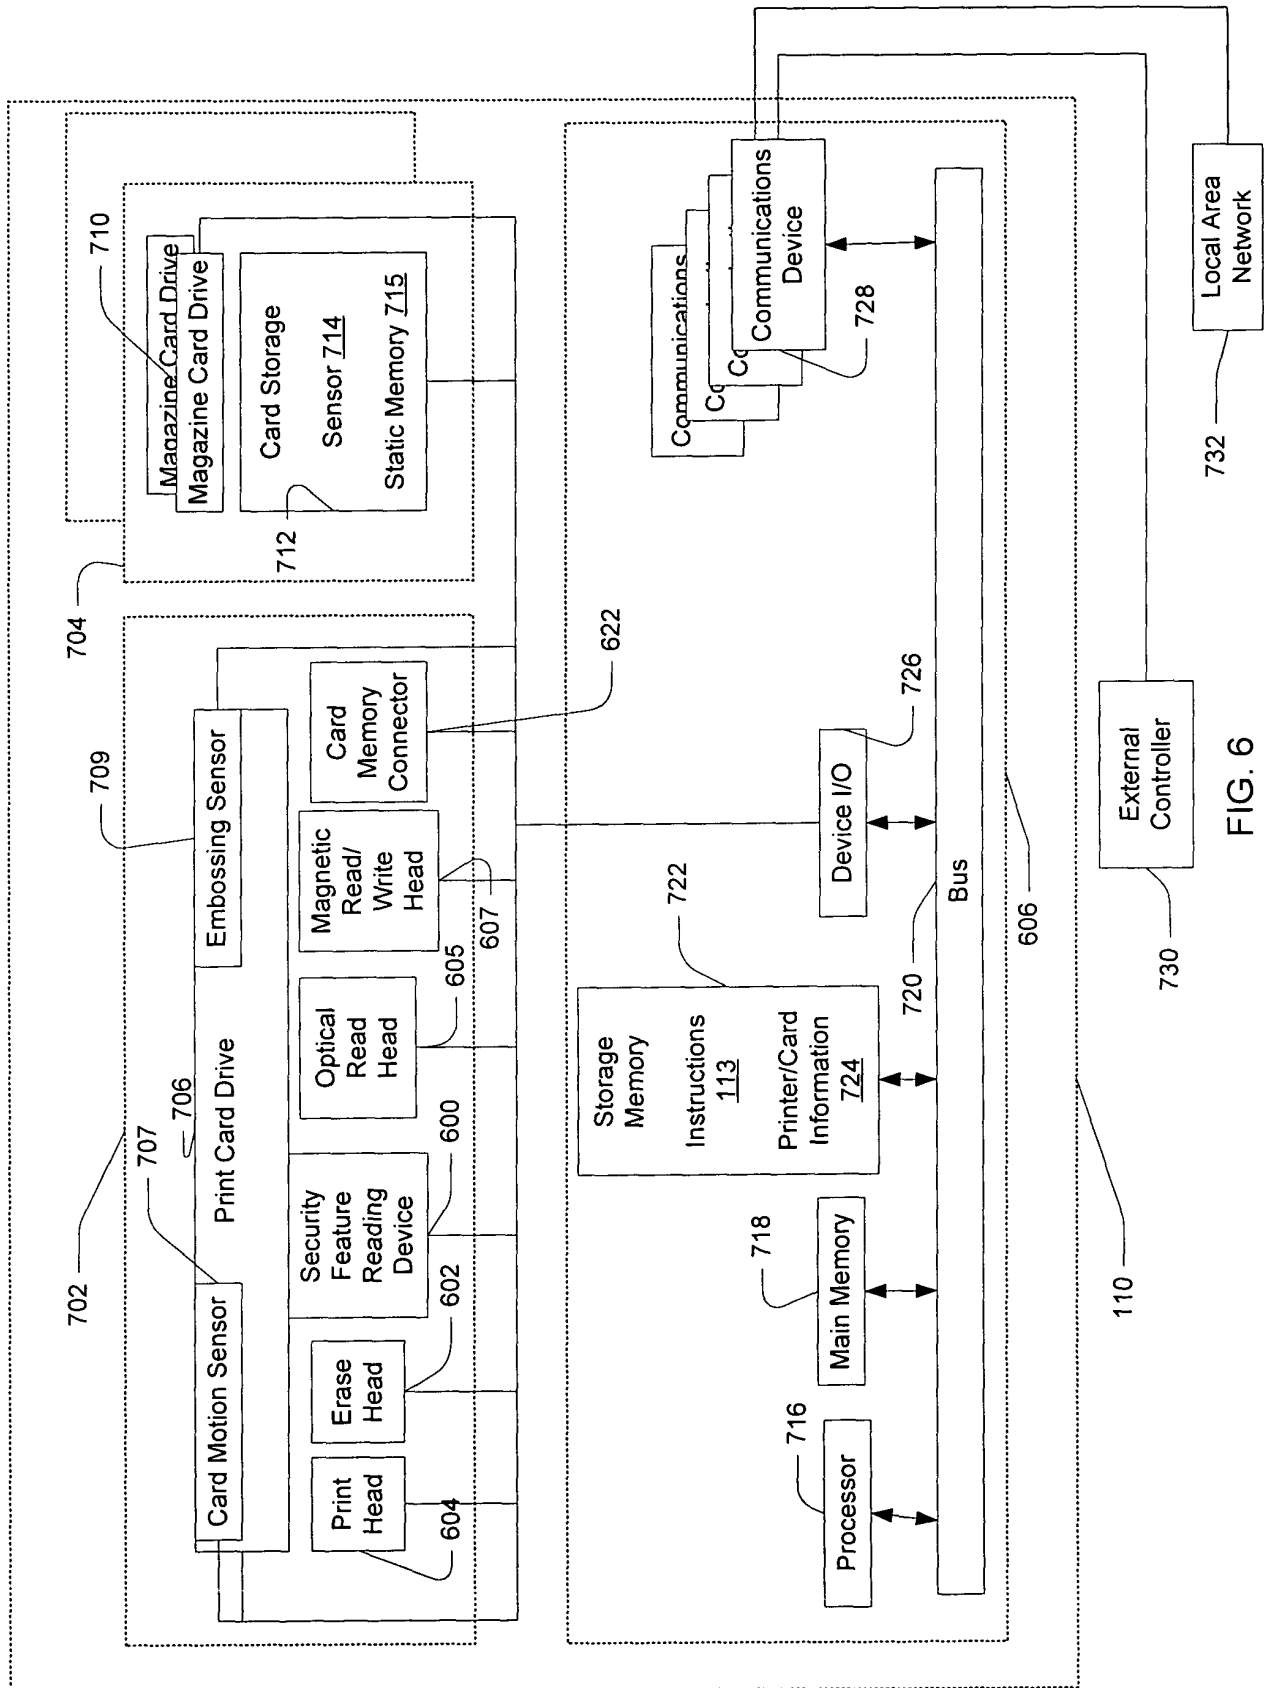 702
706
707
Card Motion Sensor
Print Card Drive
709
Embossing Sensor
Print
Head
604
Erase
Head
602
Security
Feature
Reading
Device
600
Optical
Read
Head
605
Magnetic
Read/
Write
Head
607
Card
Memory
Connector
622
704
710
Magazine Card Drive
Magazine Card Drive
712
Card Storage
Sensor 714
Static Memory 715
716
Processor
718
Main Memory
722
Storage
Memory
Instructions
113
Printer/Card
Information
724
726
Device I/O
Communications
Co
Co
Communications
Device
728
720
Bus
606
110
730
External
Controller
732
Local Area
Network
FIG. 6